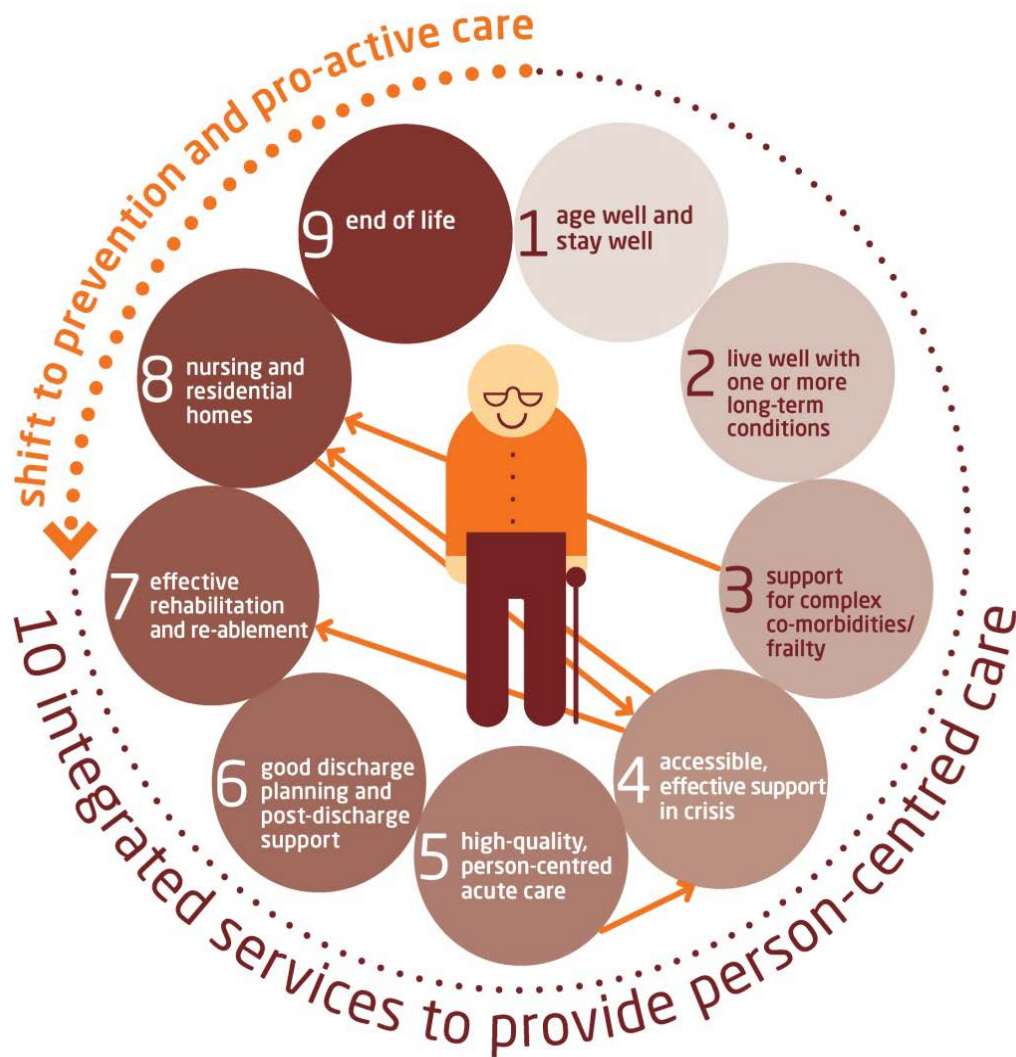 shift to prevention and pro-active care
1 age well and
stay well
2 live well with
one or more
long-term
conditions
3 support
for complex
co-morbidities/
frailty
4 accessible,
effective support
in crisis
5 high-quality,
person-centred
acute care
6 good discharge
planning and
post-discharge
support
7 effective
rehabilitation
and re-ablement
8 nursing and
residential
homes
9 end of life
10 integrated services to provide person-centred care